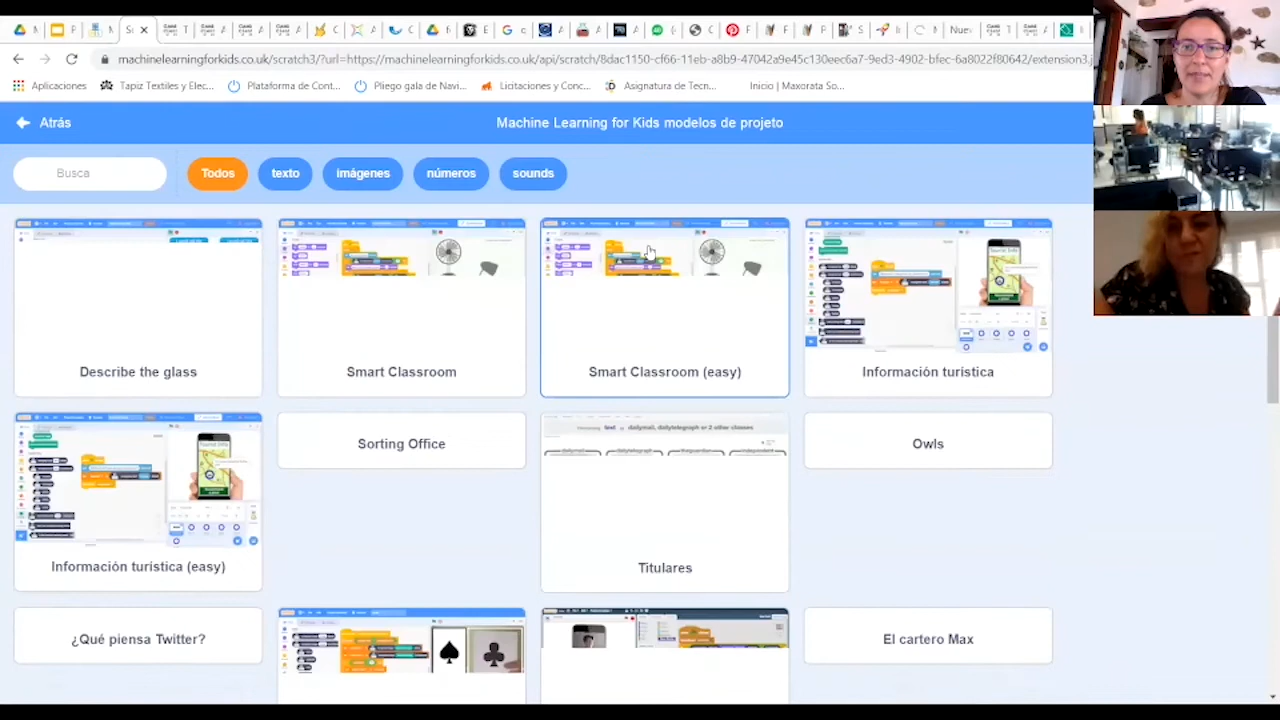 machinelearningforkids.co.uk/scratch3/?url=https://machinelearningforkids.co.uk/api/scratch/8dac1150-cf66-11eb-a8b9-47042a9e45c130eec6a7-9ed3-4902-bfec-6a8022f80642/extension3.j
Aplicaciones Tapiz Textiles y Elec... Plataforma de Cont... Pliego gala de Navi... Licitaciones y Conc... Asignatura de Tecn... Inicio | Maxorata So...
Atrás
Machine Learning for Kids modelos de projeto
Busca
Todos texto imágenes números sounds
Describe the glass
Smart Classroom
Smart Classroom (easy)
Información turistica
Información turistica (easy)
Sorting Office
Titulares
Owls
¿Qué piensa Twitter?
El cartero Max